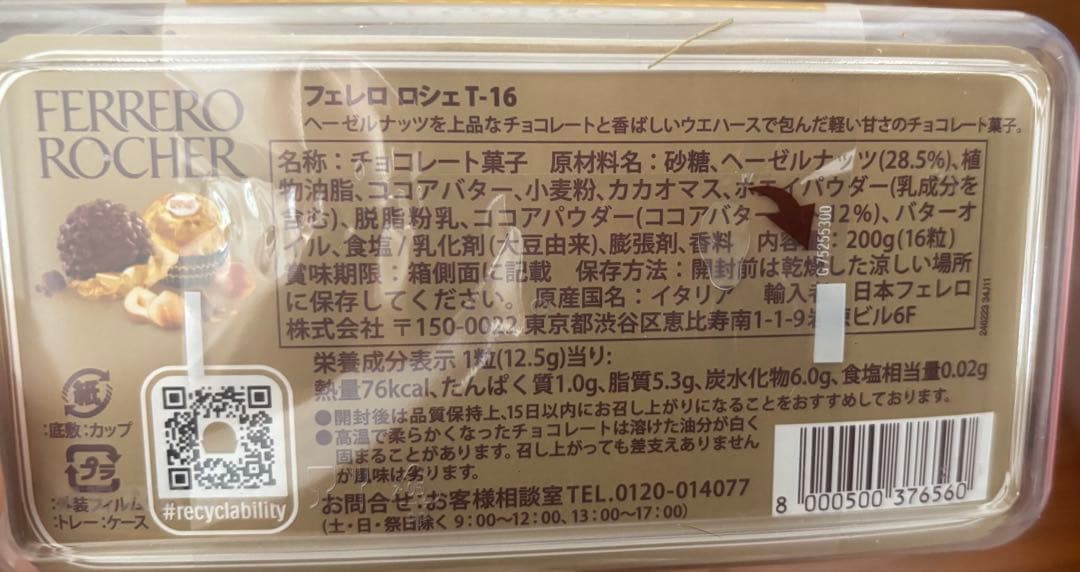 FERRERO
ROCHER
フェレロ ロシェ T-16
ヘーゼルナッツを上品なチョコレートと香ばしいウエハースで包んだ軽い甘さのチョコレート菓子。
名称：チョコレート菓子 原材料名：砂糖、ヘーゼルナッツ(28.5%)、植
物油脂、ココアバター、小麦粉、カカオマス、ホエイパウダー(乳成分を
含む)、脱脂粉乳、ココアパウダー(ココアバター 12%)、バターオ
イル、食塩/乳化剤(大豆由来)、膨張剤、香料 内容 ：200g(16粒)
賞味期限：箱側面に記載 保存方法：開封前は乾燥した涼しい場所
に保存してください。 原産国名：イタリア 輸入者 日本フェレロ
株式会社 〒150-0022 東京都渋谷区恵比寿南1-1-9 ビル6F
G 75255300
栄養成分表示 1粒(12.5g)当り:
熱量76kcal、たんぱく質1.0g、脂質5.3g、炭水化物6.0g、食塩相当量0.02g
●開封後は品質保持上、15日以内にお召し上がりになることをおすすめしております。
●高温で柔らかくなったチョコレートは溶けた油分が白く
固まることがあります。召し上がっても差支えありません
が風味は劣ります。
お問合せ：お客様相談室 TEL.0120-014077
(土・日・祭日除く 9：00〜12：00、13：00〜17：00)
紙
：底敷：カップ
プラ
：外装フィルム
：トレー：ケース
#recyclability
8 000500 376560